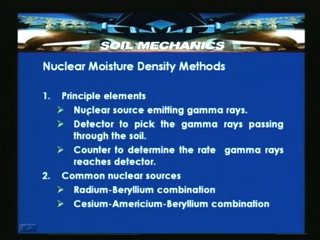 SOIL MECHANICS
Nuclear Moisture Density Methods
1. Principle elements
Nuclear source emitting gamma rays.
Detector to pick the gamma rays passing
through the soil.
Counter to determine the rate gamma rays
reaches detector.
2. Common nuclear sources
Radium-Beryllium combination
Cesium-Americium-Beryllium combination